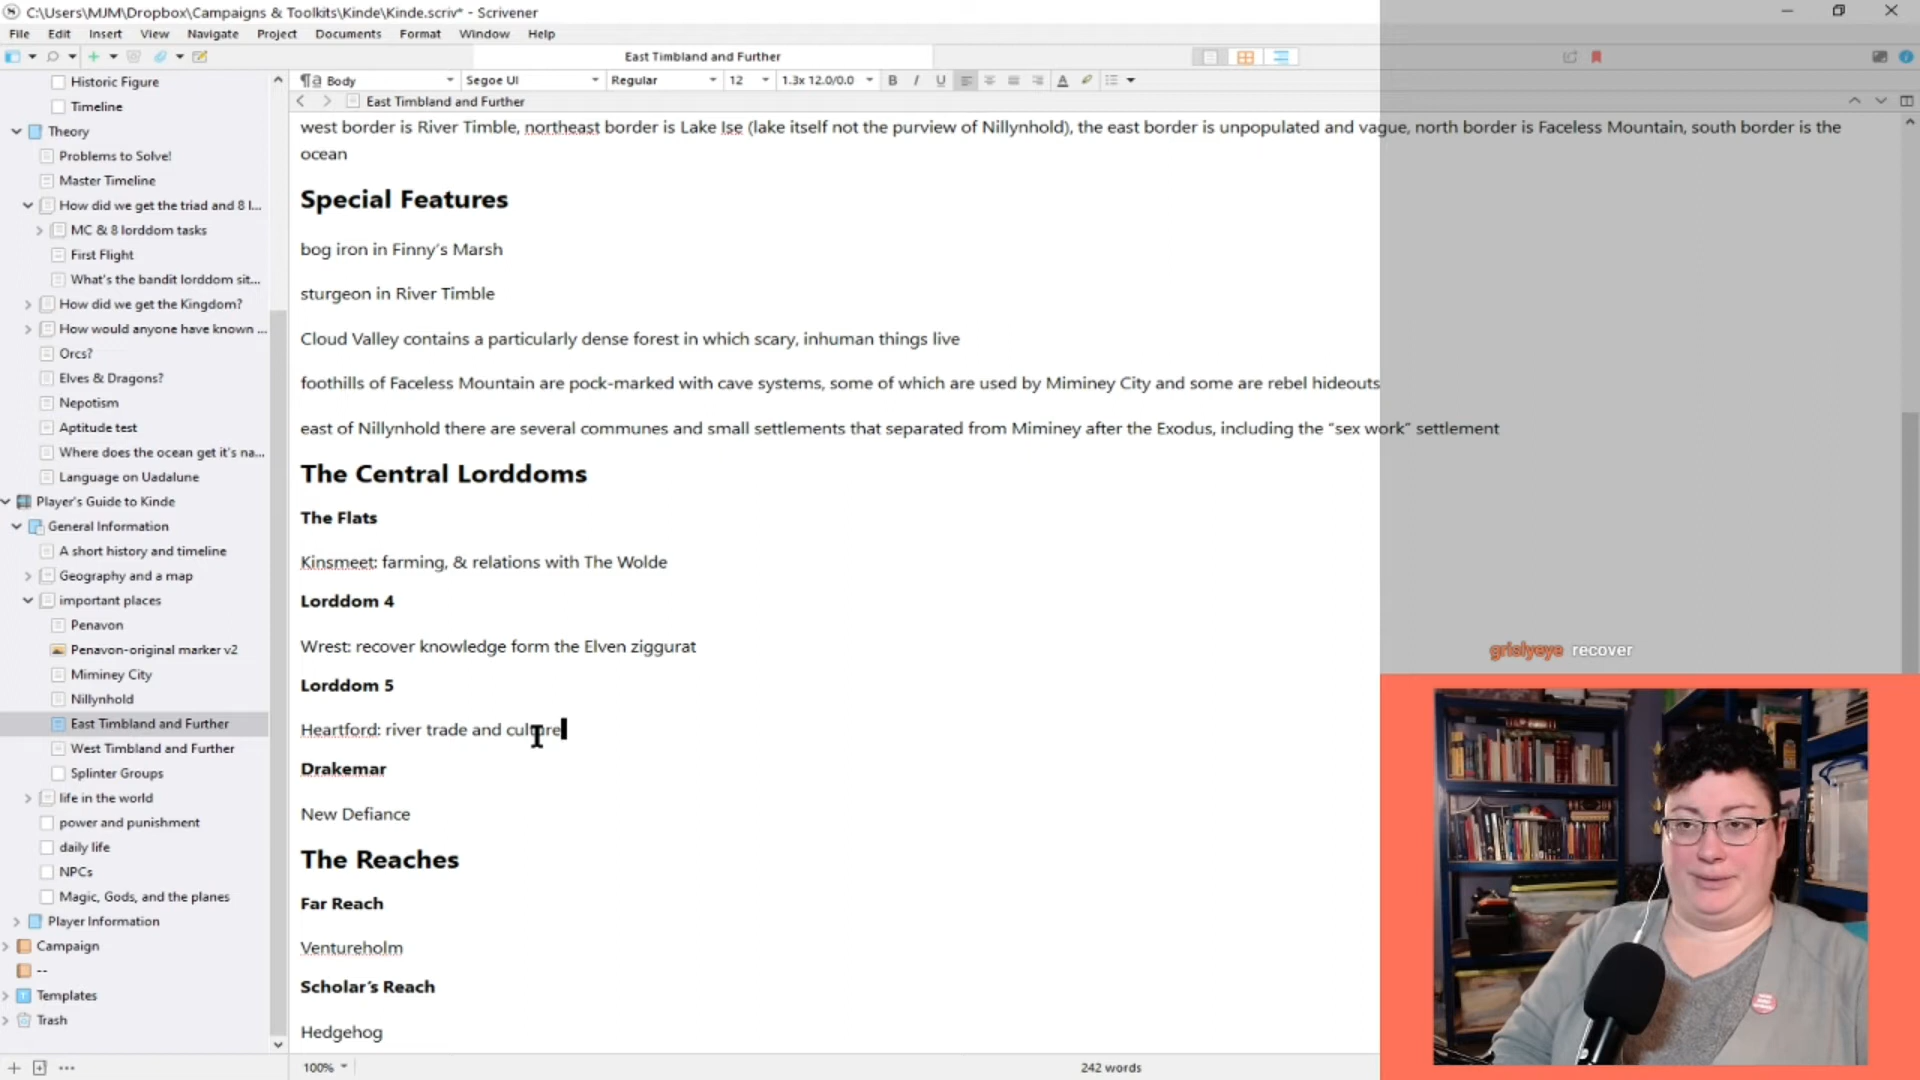 C:\Users\MJM\Dropbox\Campaigns & Toolkits\Kinde\Kinde.scriv* - Scrivener
File Edit Insert View Navigate Project Documents Format Window Help
East Timbland and Further
Body Segoe UI Regular 12 1.3x 12.0/0.0 B I U A
East Timbland and Further
Historic Figure
Timeline
Theory
Problems to Solve!
Master Timeline
How did we get the triad and 8 l...
MC & 8 lorddom tasks
First Flight
What's the bandit lorddom sit...
How did we get the Kingdom?
How would anyone have known ...
Orcs?
Elves & Dragons?
Nepotism
Aptitude test
Where does the ocean get it's na...
Language on Uadalune
Player's Guide to Kinde
General Information
A short history and timeline
Geography and a map
important places
Penavon
Penavon-original marker v2
Miminey City
Nillynhold
East Timbland and Further
West Timbland and Further
Splinter Groups
life in the world
power and punishment
daily life
NPCs
Magic, Gods, and the planes
Player Information
Campaign
--
Templates
Trash
west border is River Timble, northeast border is Lake Ise (lake itself not the purview of Nillynhold), the east border is unpopulated and vague, north border is Faceless Mountain, south border is the
ocean
Special Features
bog iron in Finny's Marsh
sturgeon in River Timble
Cloud Valley contains a particularly dense forest in which scary, inhuman things live
foothills of Faceless Mountain are pock-marked with cave systems, some of which are used by Miminey City and some are rebel hideouts
east of Nillynhold there are several communes and small settlements that separated from Miminey after the Exodus, including the "sex work" settlement
The Central Lorddoms
The Flats
Kinsmeet: farming, & relations with The Wolde
Lorddom 4
Wrest: recover knowledge form the Elven ziggurat
Lorddom 5
Heartford: river trade and culture
Drakemar
New Defiance
The Reaches
Far Reach
Ventureholm
Scholar's Reach
Hedgehog
100%
242 words
grislyeye recover